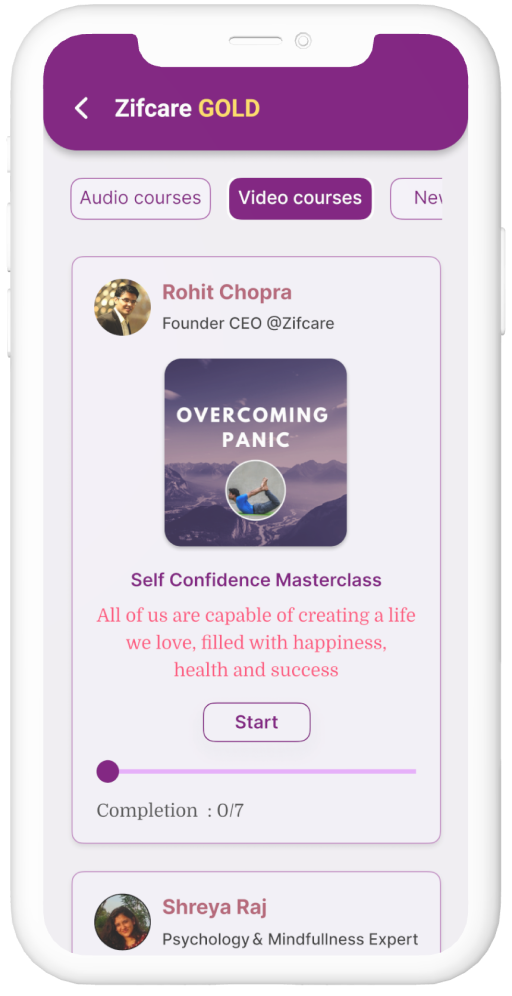 Zifcare GOLD
Audio courses
Video courses
Rohit Chopra
Founder CEO @Zifcare
OVERCOMING
PANIC
Self Confidence Masterclass
All of us are capable of creating a life
we love, filled with happiness,
health and success
Start
Completion : 0/7
Shreya Raj
Psychology & Mindfullness Expert